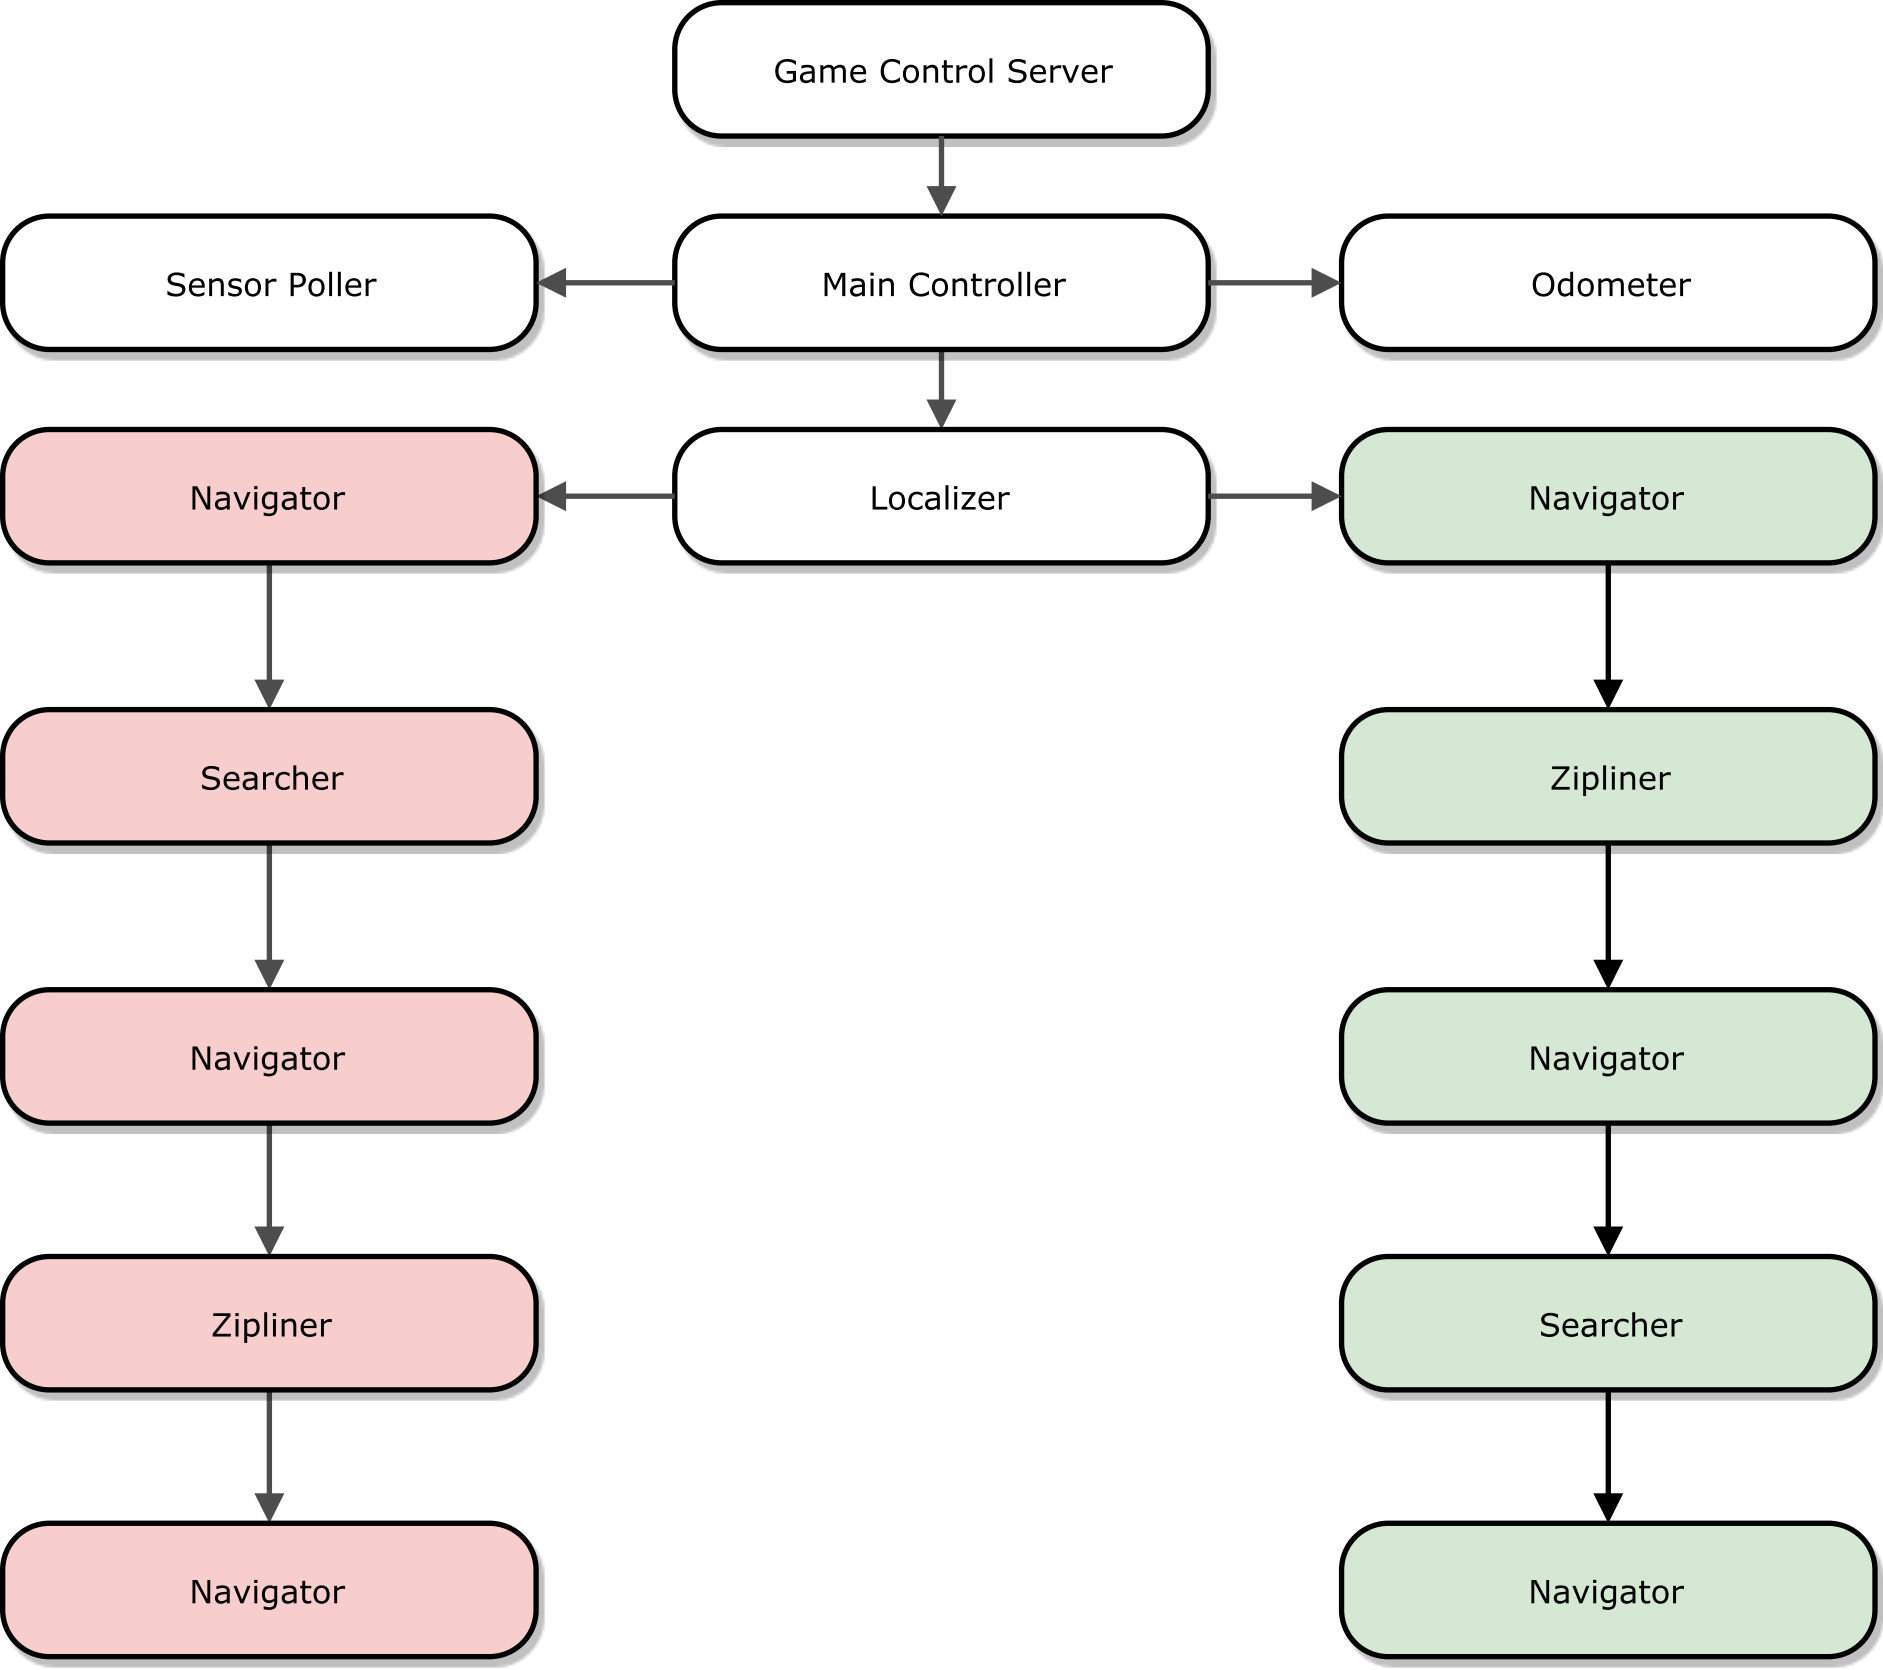 Game Control Server
Sensor Poller
Main Controller
Odometer
Navigator
Localizer
Navigator
Searcher
Zipliner
Navigator
Navigator
Zipliner
Searcher
Navigator
Navigator